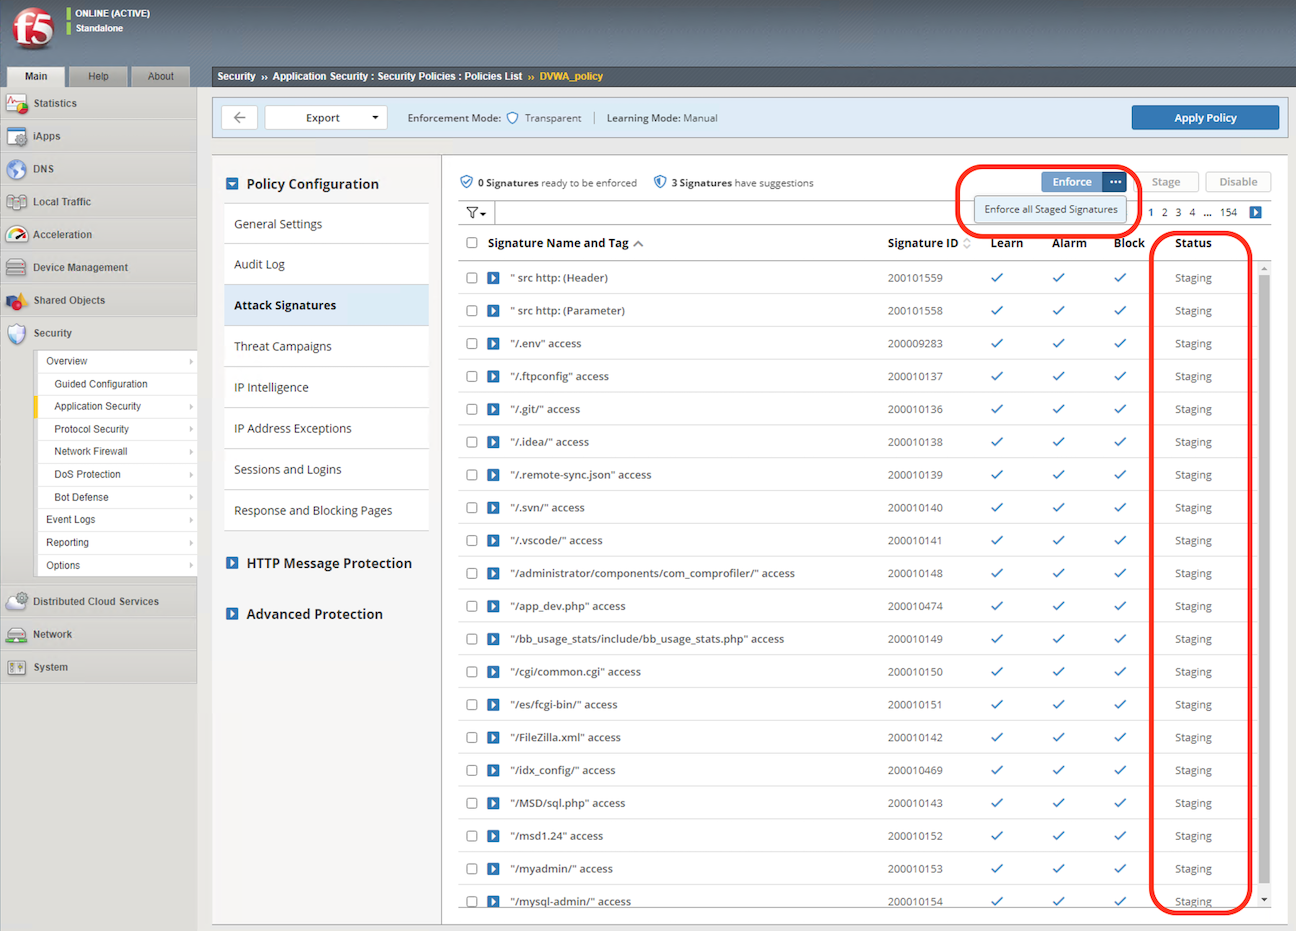 f5
ONLINE (ACTIVE)
Standalone
Main Help About
Security ›› Application Security : Security Policies : Policies List ›› DVWA_policy
Statistics
iApps
DNS
Local Traffic
Acceleration
Device Management
Shared Objects
Security
Overview
Guided Configuration
Application Security
Protocol Security
Network Firewall
DoS Protection
Bot Defense
Event Logs
Reporting
Options
Distributed Cloud Services
Network
System
Export Enforcement Mode: Transparent Learning Mode: Manual Apply Policy
Policy Configuration
General Settings
Audit Log
Attack Signatures
Threat Campaigns
IP Intelligence
IP Address Exceptions
Sessions and Logins
Response and Blocking Pages
HTTP Message Protection
Advanced Protection
0 Signatures ready to be enforced 3 Signatures have suggestions Enforce ... Stage Disable
Enforce all Staged Signatures 1 2 3 4 ... 154
Signature Name and Tag Signature ID Learn Alarm Block Status
" src http: (Header) 200101559 Staging
" src http: (Parameter) 200101558 Staging
"/.env" access 200009283 Staging
"/.ftpconfig" access 200010137 Staging
"/.git/" access 200010136 Staging
"/.idea/" access 200010138 Staging
"/.remote-sync.json" access 200010139 Staging
"/.svn/" access 200010140 Staging
"/.vscode/" access 200010141 Staging
"/administrator/components/com_comprofiler/" access 200010148 Staging
"/app_dev.php" access 200010474 Staging
"/bb_usage_stats/include/bb_usage_stats.php" access 200010149 Staging
"/cgi/common.cgi" access 200010150 Staging
"/es/fcgi-bin/" access 200010151 Staging
"/FileZilla.xml" access 200010142 Staging
"/idx_config/" access 200010469 Staging
"/MSD/sql.php" access 200010143 Staging
"/msd1.24" access 200010152 Staging
"/myadmin/" access 200010153 Staging
"/mysql-admin/" access 200010154 Staging